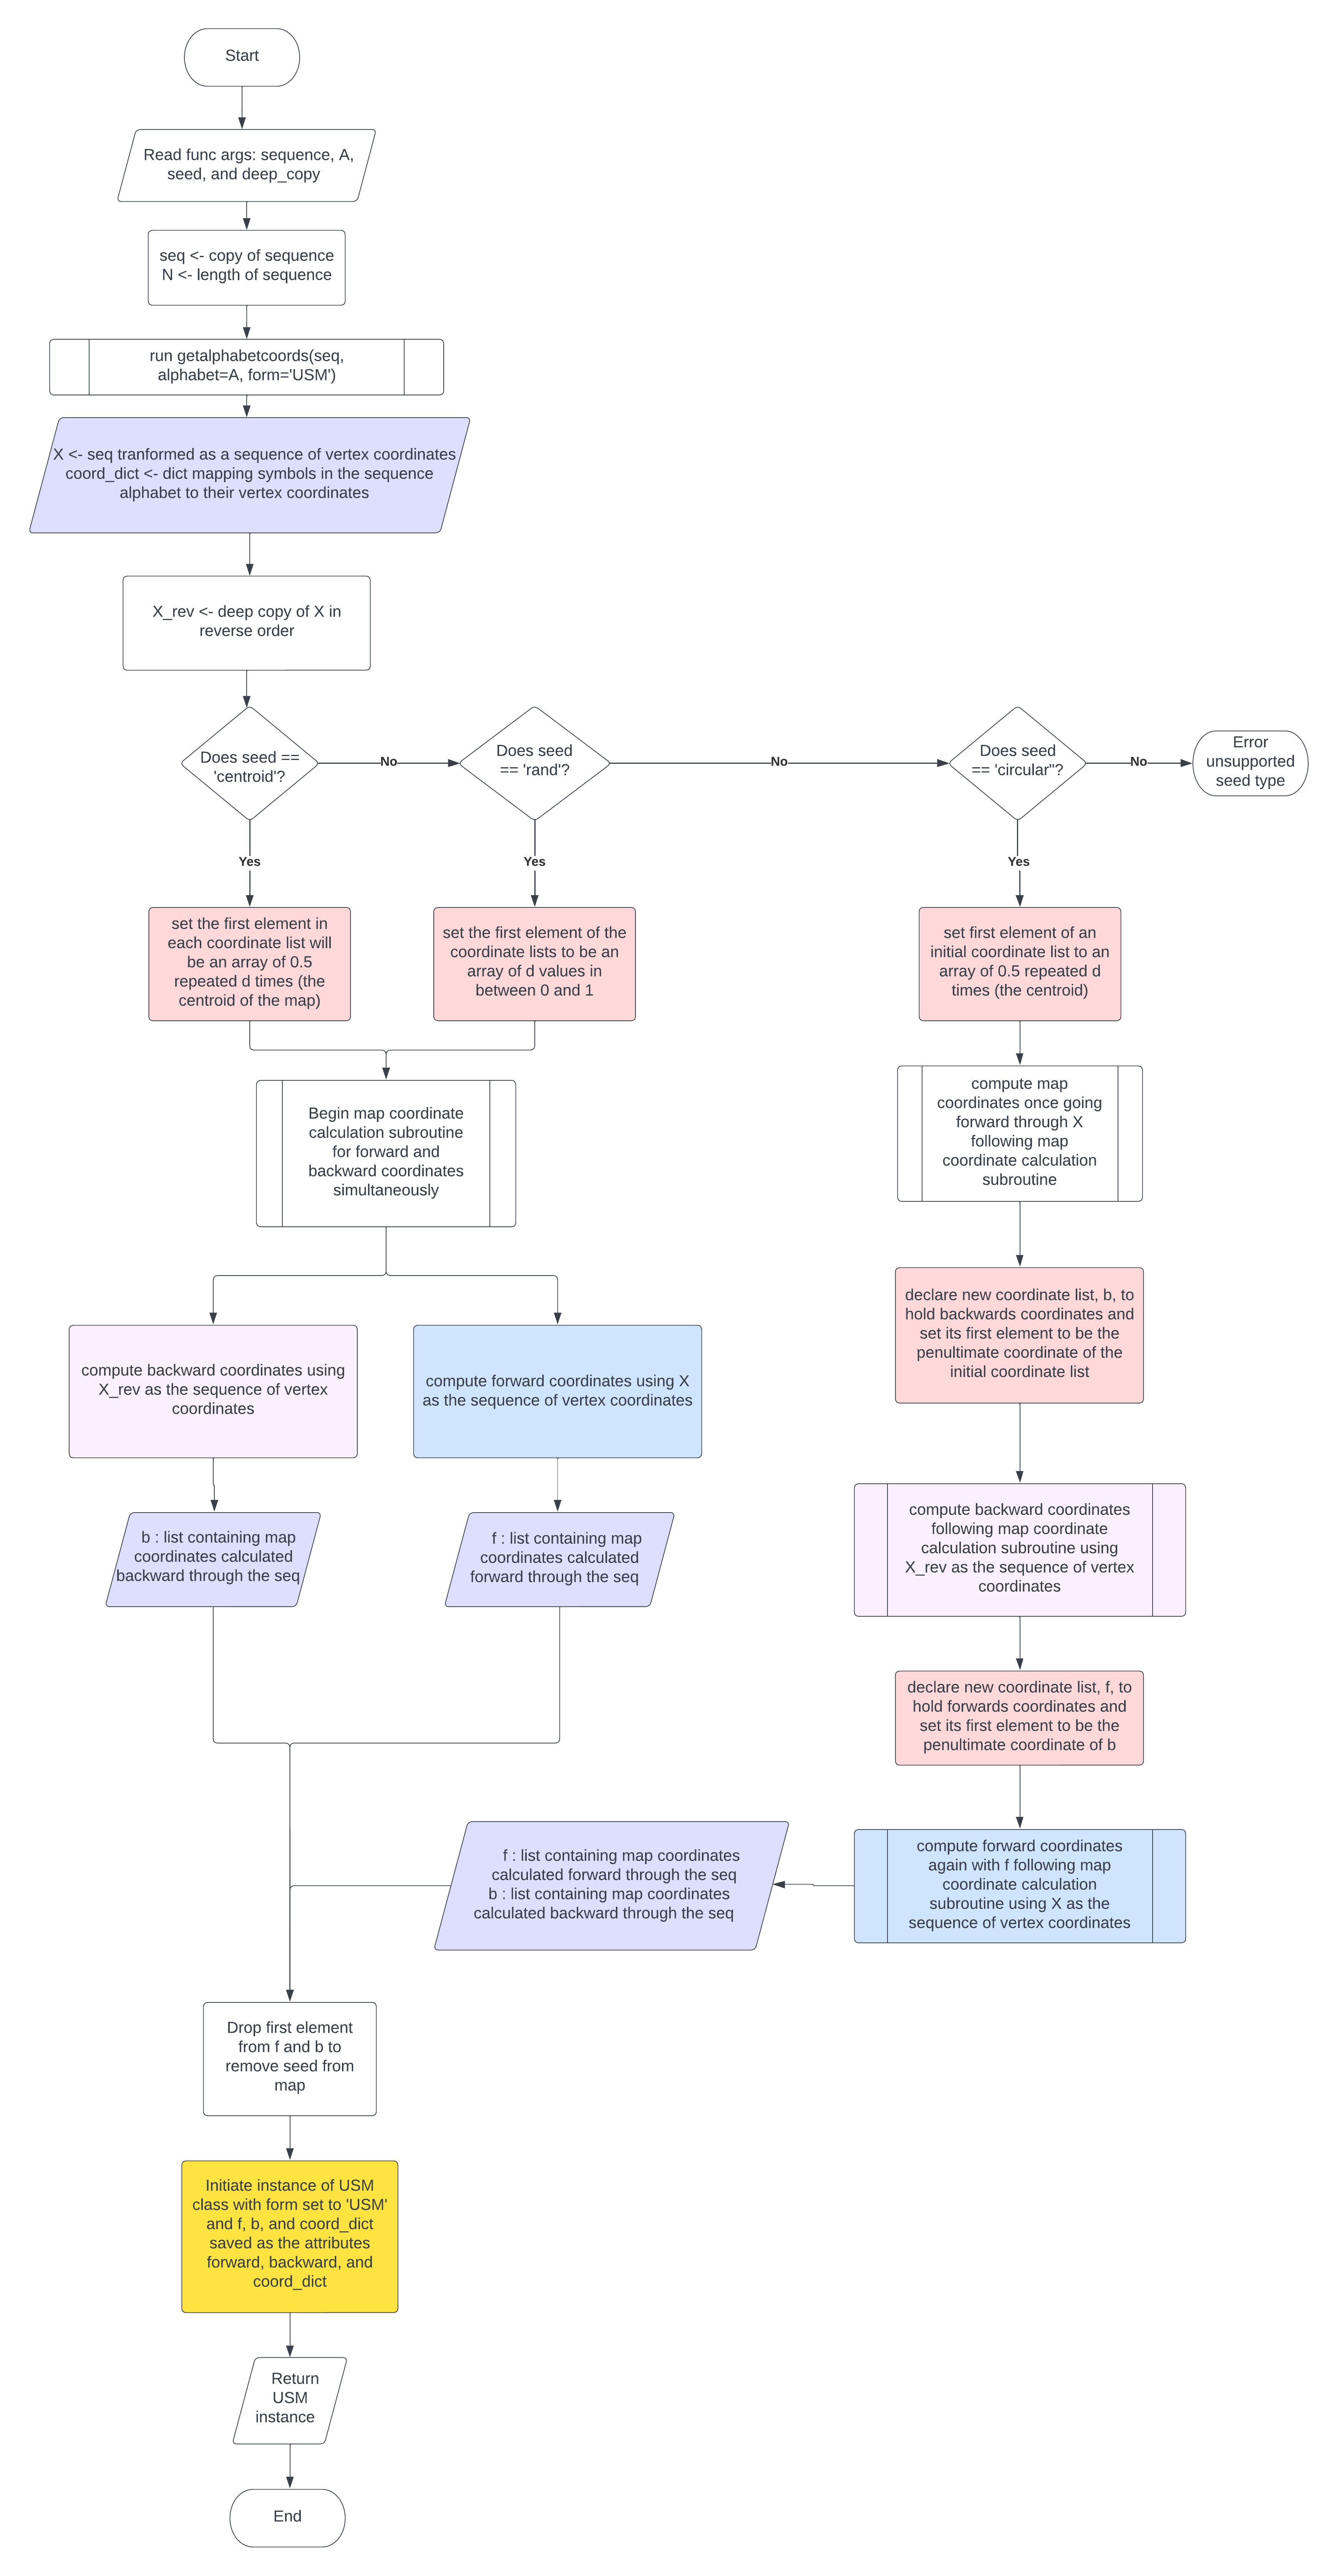 Start
Read func args: sequence, A,
seed, and deep_copy
seq <- copy of sequence
N <- length of sequence
run getalphabetcoords(seq,
alphabet=A, form='USM')
X <- seq tranformed as a sequence of vertex coordinates
coord_dict <- dict mapping symbols in the sequence
alphabet to their vertex coordinates
X_rev <- deep copy of X in
reverse order
Does seed ==
'centroid'?
No
Does seed
== 'rand'?
No
Does seed
== 'circular"?
No
Error
unsupported
seed type
Yes
Yes
Yes
set the first element in
each coordinate list will
be an array of 0.5
repeated d times (the
centroid of the map)
set the first element of the
coordinate lists to be an
array of d values in
between 0 and 1
set first element of an
initial coordinate list to an
array of 0.5 repeated d
times (the centroid)
Begin map coordinate
calculation subroutine
for forward and
backward coordinates
simultaneously
compute map
coordinates once going
forward through X
following map
coordinate calculation
subroutine
declare new coordinate list, b, to
hold backwards coordinates and
set its first element to be the
penultimate coordinate of the
initial coordinate list
compute backward coordinates using
X_rev as the sequence of vertex
coordinates
compute forward coordinates using X
as the sequence of vertex coordinates
compute backward coordinates
following map coordinate
calculation subroutine using
X_rev as the sequence of vertex
coordinates
b : list containing map
coordinates calculated
backward through the seq
f : list containing map
coordinates calculated
forward through the seq
declare new coordinate list, f, to
hold forwards coordinates and
set its first element to be the
penultimate coordinate of b
compute forward coordinates
again with f following map
coordinate calculation
subroutine using X as the
sequence of vertex coordinates
f : list containing map coordinates
calculated forward through the seq
b : list containing map coordinates
calculated backward through the seq
Drop first element
from f and b to
remove seed from
map
Initiate instance of USM
class with form set to 'USM'
and f, b, and coord_dict
saved as the attributes
forward, backward, and
coord_dict
Return
USM
instance
End